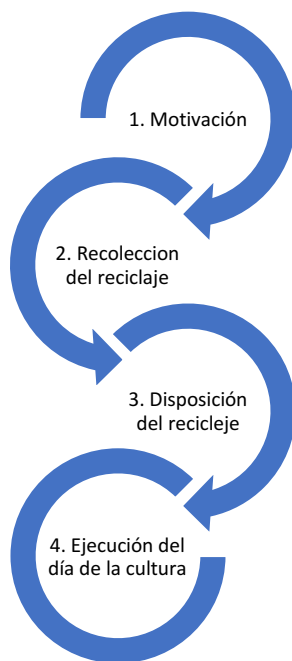 1. Motivación
2. Recoleccion
del reciclaje
3. Disposición
del recicleje
4. Ejecución del
día de la cultura